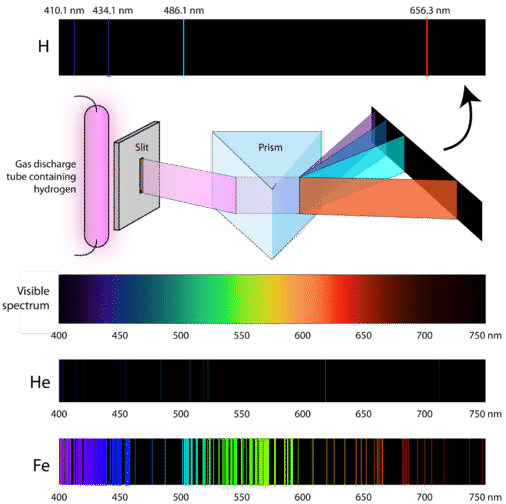 410.1 nm 434.1 nm 486.1 nm 656.3 nm
H
Slit
Prism
Gas discharge
tube containing
hydrogen
Visible
spectrum
400 450 500 550 600 650 700 750 nm
He
400 450 500 550 600 650 700 750 nm
Fe
400 450 500 550 600 650 700 750 nm